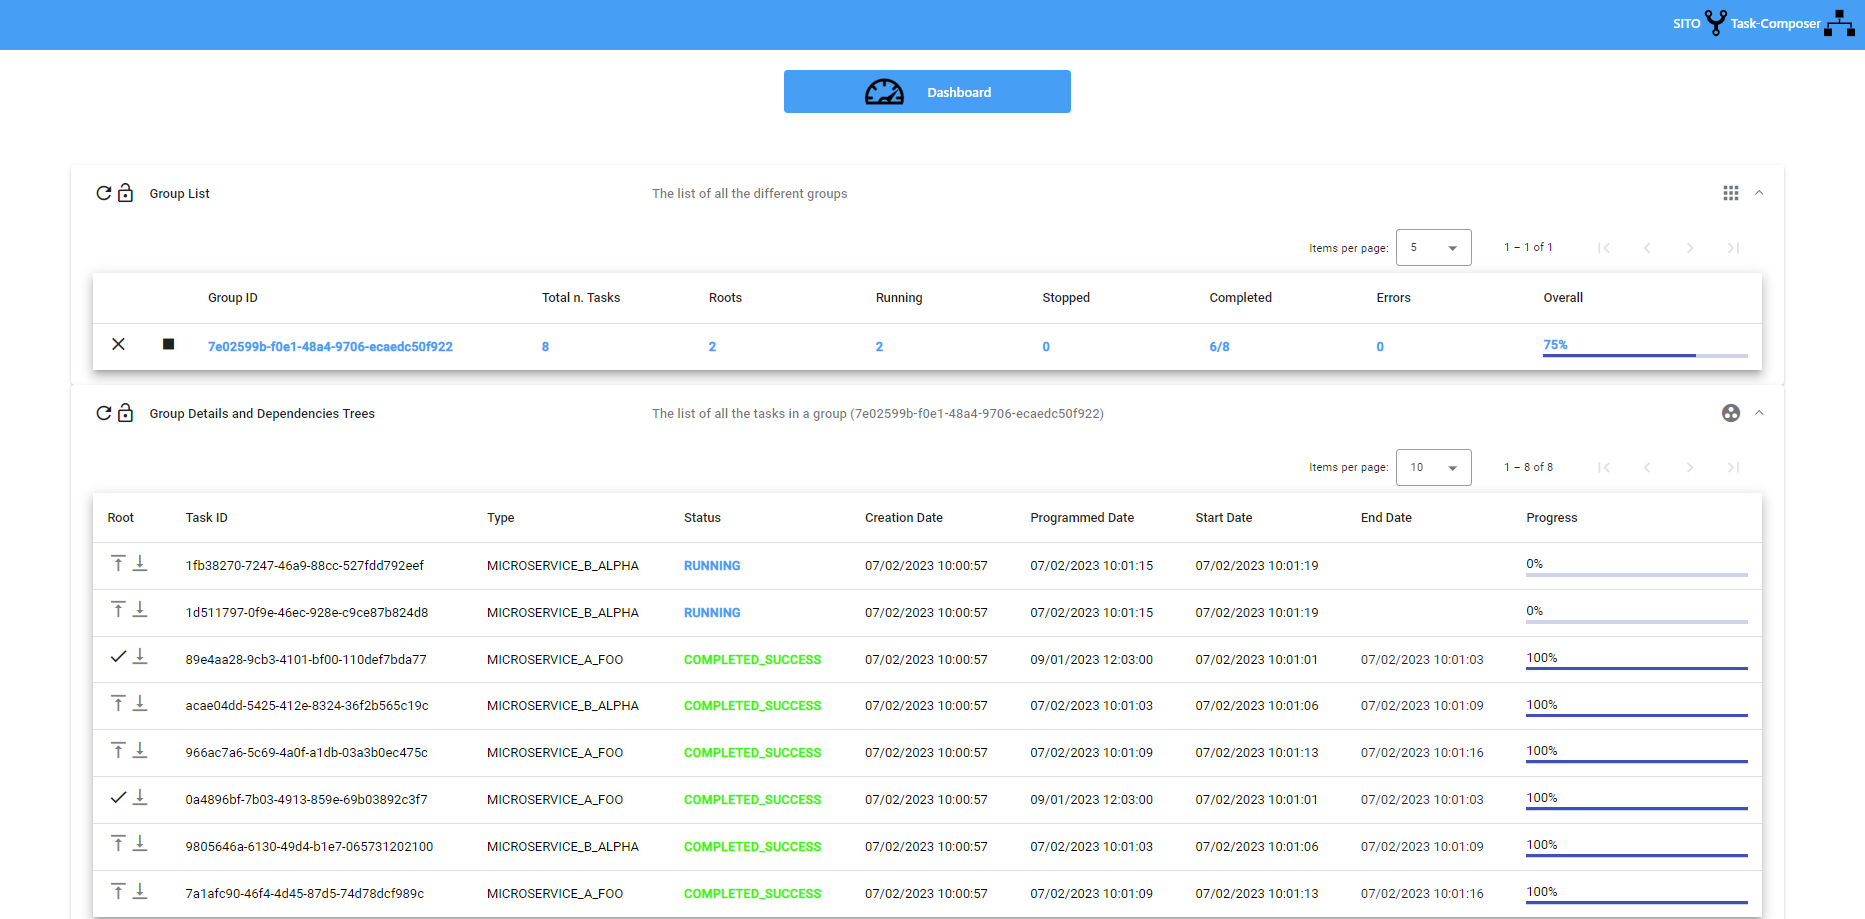 SITO Task-Composer
Dashboard
Group List The list of all the different groups
Items per page: 5 1 – 1 of 1
Group ID Total n. Tasks Roots Running Stopped Completed Errors Overall
7e02599b-f0e1-48a4-9706-ecaedc50f922 8 2 2 0 6/8 0 75%
Group Details and Dependencies Trees The list of all the tasks in a group (7e02599b-f0e1-48a4-9706-ecaedc50f922)
Items per page: 10 1 – 8 of 8
Root Task ID Type Status Creation Date Programmed Date Start Date End Date Progress
1fb38270-7247-46a9-88cc-527fdd792eef MICROSERVICE_B_ALPHA RUNNING 07/02/2023 10:00:57 07/02/2023 10:01:15 07/02/2023 10:01:19 0%
1d511797-0f9e-46ec-928e-c9ce87b824d8 MICROSERVICE_B_ALPHA RUNNING 07/02/2023 10:00:57 07/02/2023 10:01:15 07/02/2023 10:01:19 0%
89e4aa28-9cb3-4101-bf00-110def7bda77 MICROSERVICE_A_FOO COMPLETED_SUCCESS 07/02/2023 10:00:57 09/01/2023 12:03:00 07/02/2023 10:01:01 07/02/2023 10:01:03 100%
acae04dd-5425-412e-8324-36f2b565c19c MICROSERVICE_B_ALPHA COMPLETED_SUCCESS 07/02/2023 10:00:57 07/02/2023 10:01:03 07/02/2023 10:01:06 07/02/2023 10:01:09 100%
966ac7a6-5c69-4a0f-a1db-03a3b0ec475c MICROSERVICE_A_FOO COMPLETED_SUCCESS 07/02/2023 10:00:57 07/02/2023 10:01:09 07/02/2023 10:01:13 07/02/2023 10:01:16 100%
0a4896bf-7b03-4913-859e-69b03892c3f7 MICROSERVICE_A_FOO COMPLETED_SUCCESS 07/02/2023 10:00:57 09/01/2023 12:03:00 07/02/2023 10:01:01 07/02/2023 10:01:03 100%
9805646a-6130-49d4-b1e7-065731202100 MICROSERVICE_B_ALPHA COMPLETED_SUCCESS 07/02/2023 10:00:57 07/02/2023 10:01:03 07/02/2023 10:01:06 07/02/2023 10:01:09 100%
7a1afc90-46f4-4d45-87d5-74d78dcf989c MICROSERVICE_A_FOO COMPLETED_SUCCESS 07/02/2023 10:00:57 07/02/2023 10:01:09 07/02/2023 10:01:13 07/02/2023 10:01:16 100%